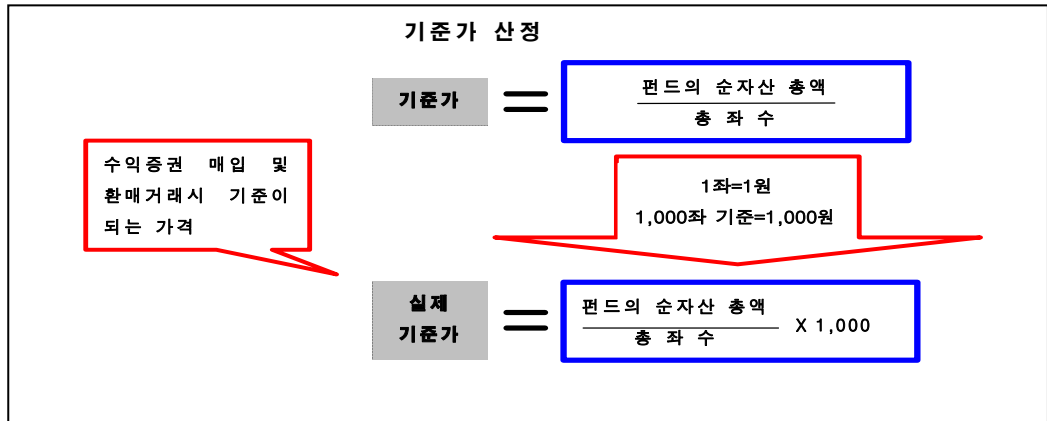 기준가 산정
기준가
펀드의 순자산 총액
총 좌 수
수익증권 매입 및
환매거래시 기준이
되는 가격
1좌=1원
1,000좌 기준=1,000원
실제
기준가
펀드의 순자산 총액
총 좌 수
X 1,000